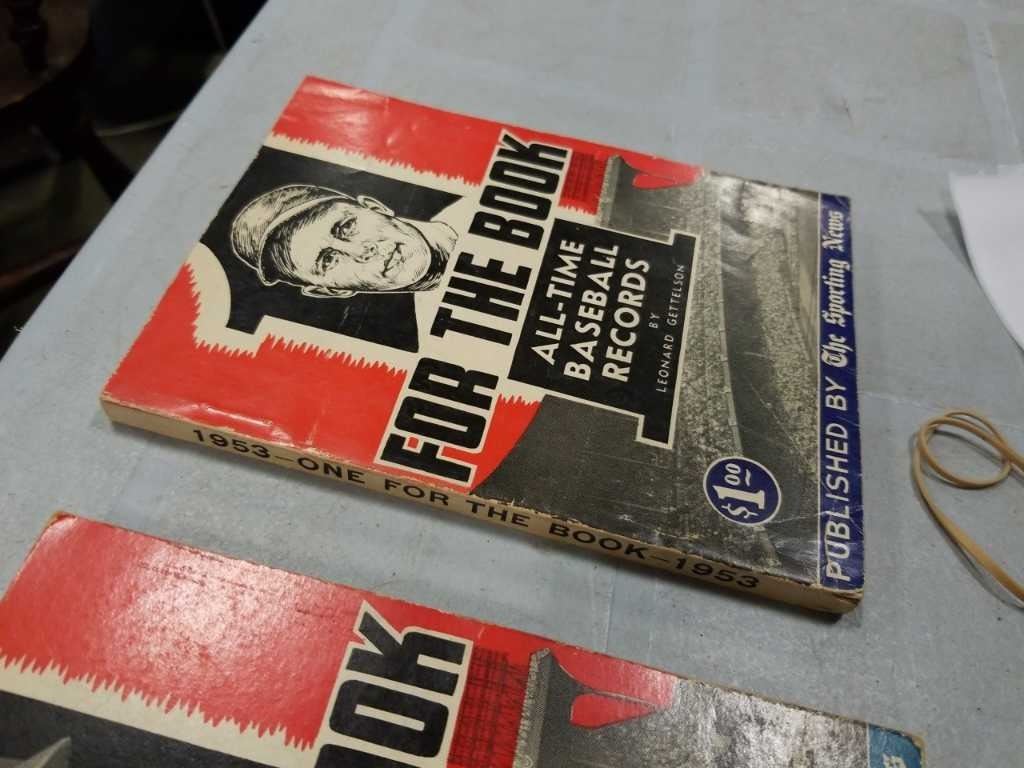 1
FOR THE BOOK
ALL-TIME
BASEBALL
RECORDS
BY
LEONARD GETTELSON
$1.00
PUBLISHED BY The Sporting News
1953-ONE FOR THE BOOK-1953
OOK